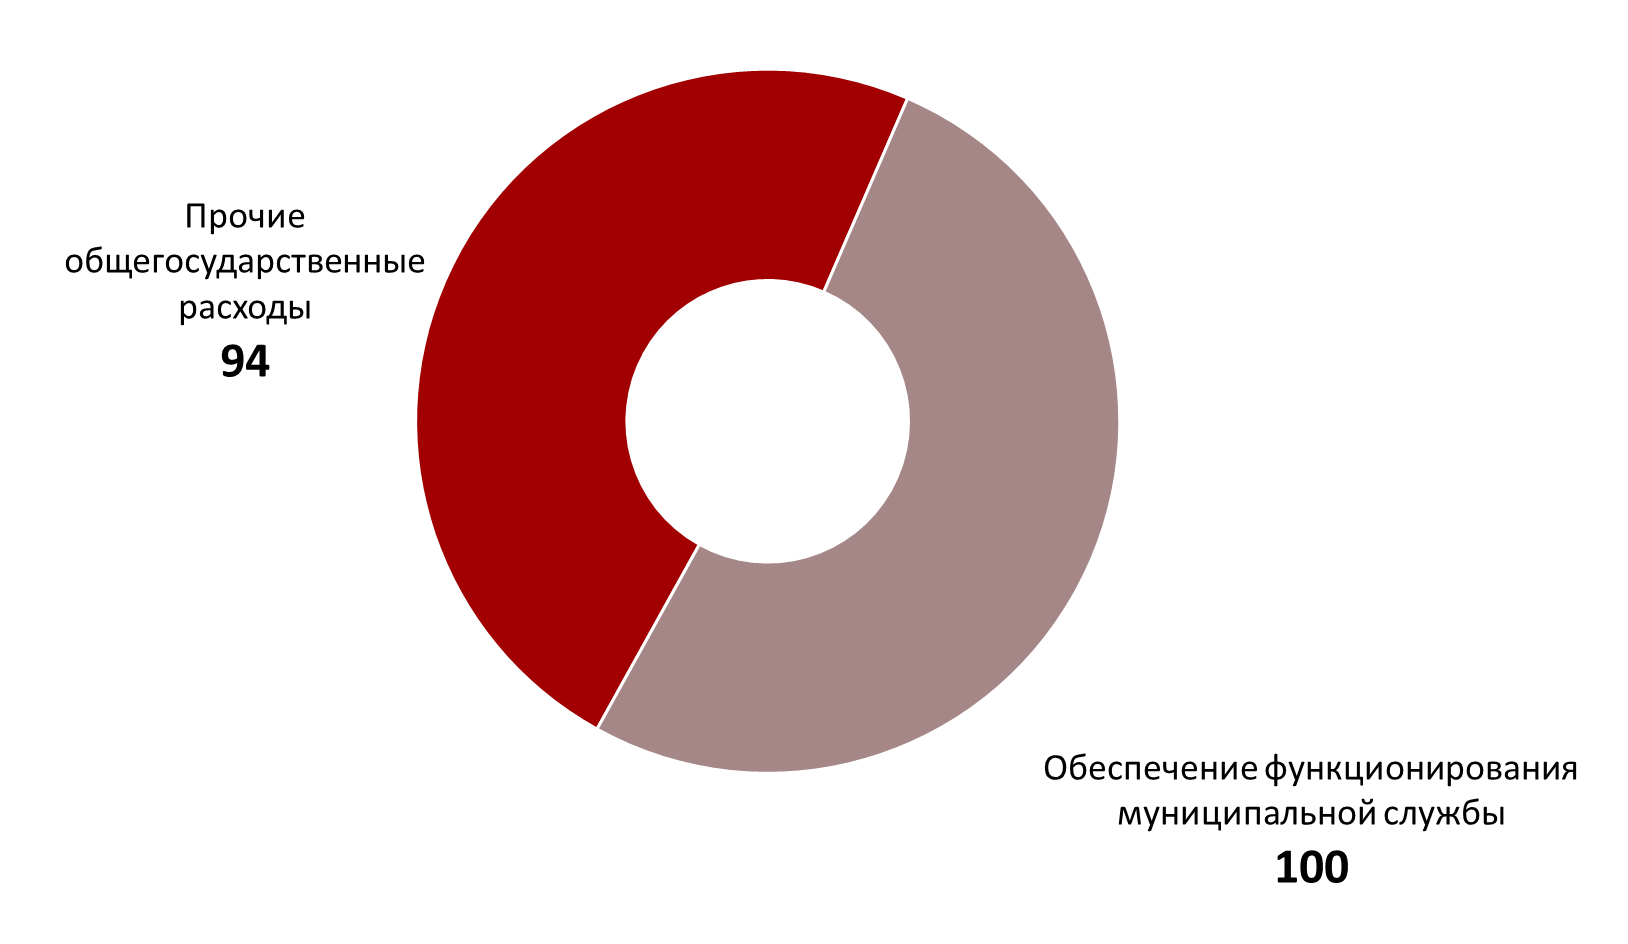 Прочие
общегосударственные
расходы
94
Обеспечение функционирования
муниципальной службы
100